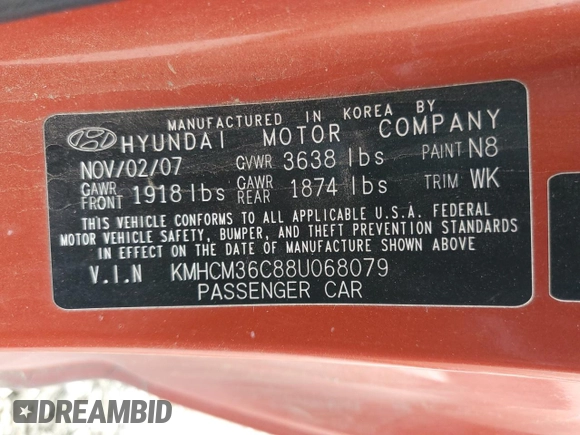 MANUFACTURED IN KOREA BY
HYUNDAI MOTOR COMPANY
NOV/02/07 GVWR 3638 lbs PAINT N8
GAWR FRONT 1918 lbs GAWR REAR 1874 lbs TRIM WK
THIS VEHICLE CONFORMS TO ALL APPLICABLE U.S.A. FEDERAL
MOTOR VEHICLE SAFETY, BUMPER, AND THEFT PREVENTION STANDARDS
IN EFFECT ON THE DATE OF MANUFACTURE SHOWN ABOVE
V.I.N KMHCM36C88U068079
PASSENGER CAR
DREAMBID